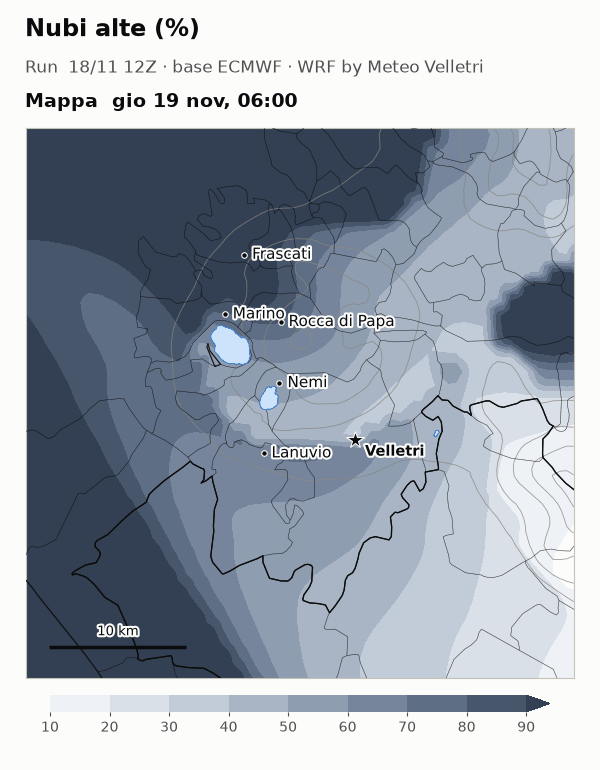 Nubi alte (%)
Run  18/11 12Z · base ECMWF · WRF by Meteo Velletri
Mappa  gio 19 nov, 06:00
Frascati
Marino
Rocca di Papa
Nemi
Velletri
Lanuvio
10 km
10 20 30 40 50 60 70 80 90